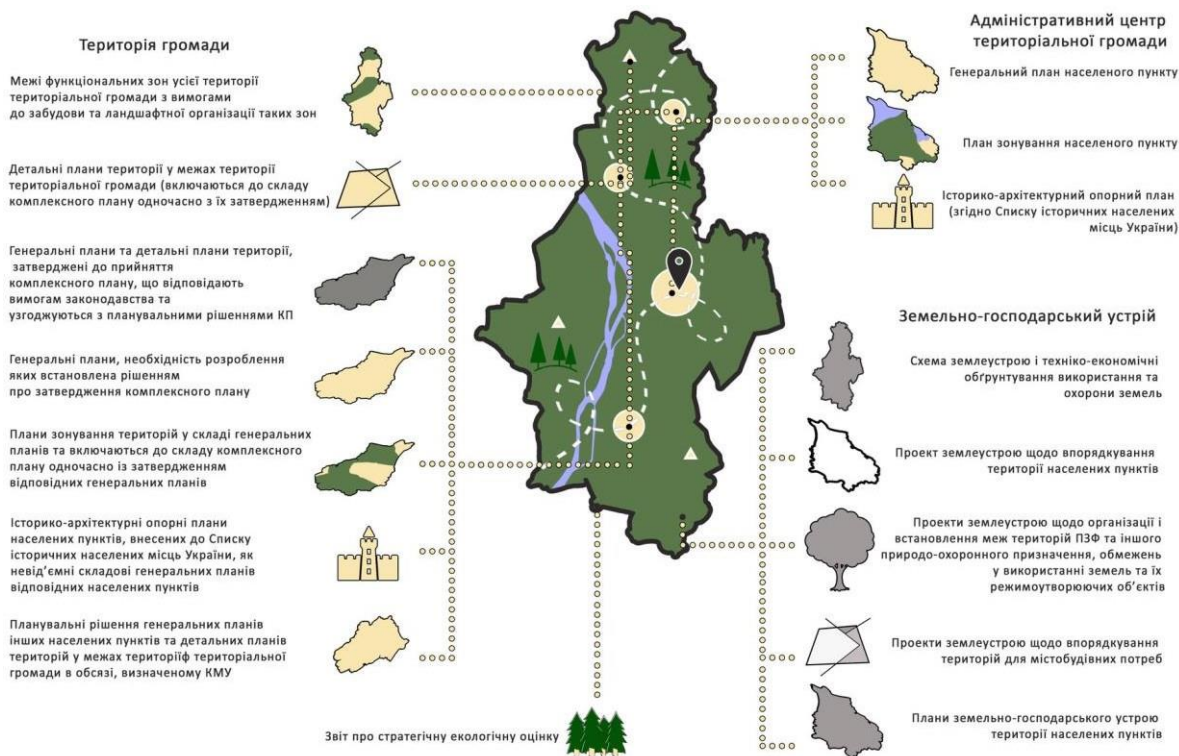 Територія громади
Межі функціональних зон усієї території
територіальної громади з вимогами
до забудови та ландшафтної організації таких зон
Детальні плани території у межах території
територіальної громади (включаються до складу
комплексного плану одночасно з їх затвердженням)
Генеральні плани та детальні плани території,
затверджені до прийняття
комплексного плану, що відповідають
вимогам законодавства та
узгоджуються з планувальними рішеннями КП
Генеральні плани, необхідність розроблення
яких встановлена рішенням
про затвердження комплексного плану
Плани зонування територій у складі генеральних
планів та включаються до складу комплексного
плану одночасно із затвердженням
відповідних генеральних планів
Історико-архітектурні опорні плани
населених пунктів, внесених до Списку
історичних населених місць України, як
невід’ємні складові генеральних планів
відповідних населених пунктів
Планувальні рішення генеральних планів
інших населених пунктів та детальних планів
територій у межах територіїф територіальної
громади в обсязі, визначеному КМУ
Звіт про стратегічну екологічну оцінку
Адміністративний центр
територіальної громади
Генеральний план населеного пункту
План зонування населеного пункту
Історико-архітектурний опорний план
(згідно Списку історичних населених
місць України)
Земельно-господарський устрій
Схема землеустрою і техніко-економічні
обґрунтування використання та
охорони земель
Проект землеустрою щодо впорядкування
території населених пунктів
Проекти землеустрою щодо організації і
встановлення меж територій ПЗФ та іншого
природо-охоронного призначення, обмежень
у використанні земель та їх
режимоутворюючих об’єктів
Проекти землеустрою щодо впорядкування
територій для містобудівних потреб
Плани земельно-господарського устрою
території населених пунктів